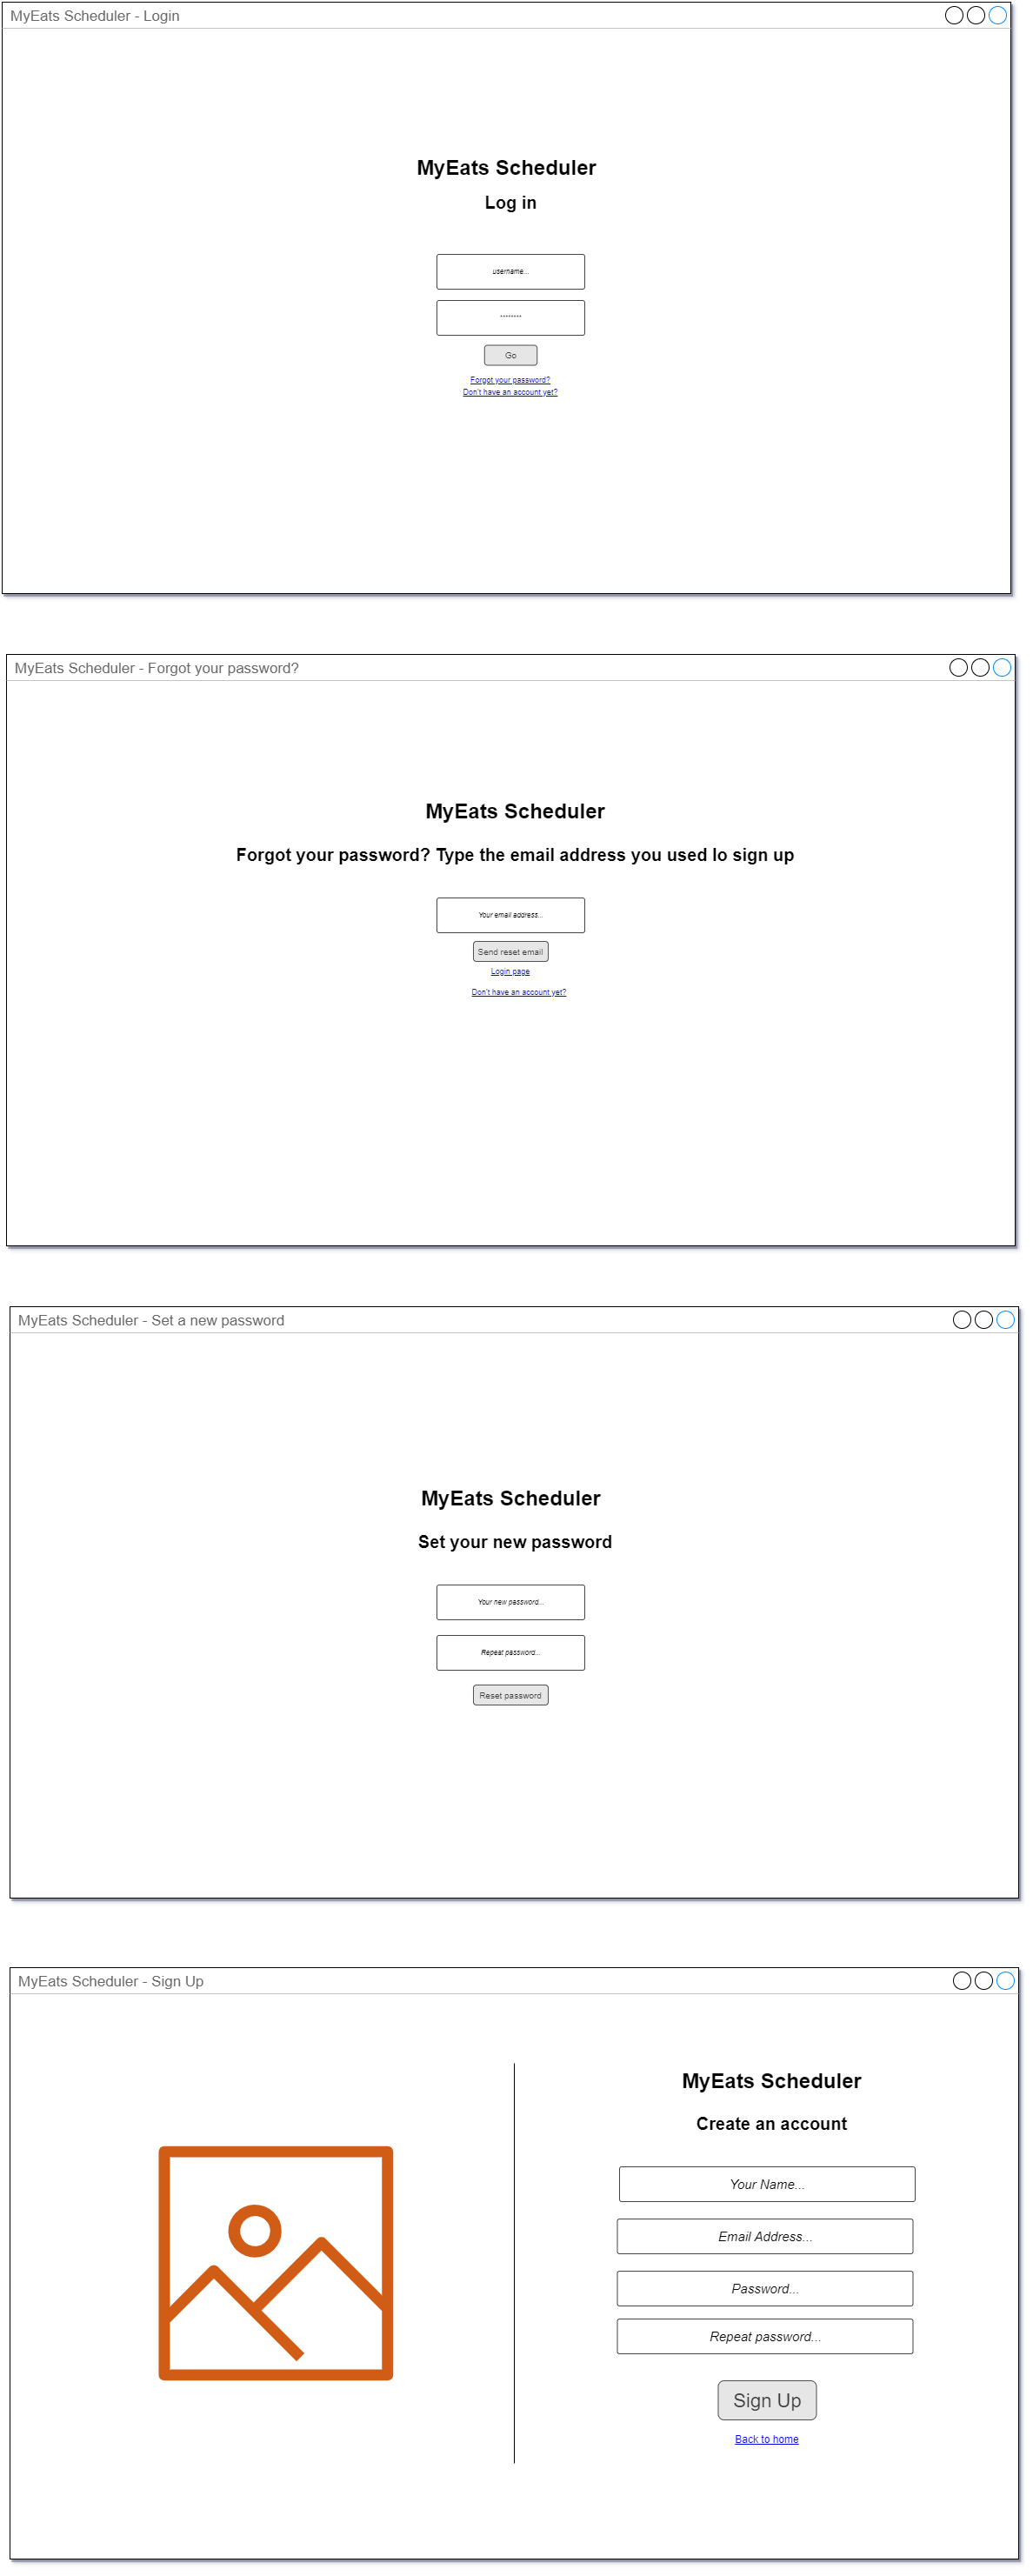 MyEats Scheduler - Login
MyEats Scheduler
Log in
username...
********
Go
Forgot your password?
Don't have an account yet?
MyEats Scheduler - Forgot your password?
MyEats Scheduler
Forgot your password? Type the email address you used lo sign up
Your email address...
Send reset email
Login page
Don't have an account yet?
MyEats Scheduler - Set a new password
MyEats Scheduler
Set your new password
Your new password...
Repeat password...
Reset password
MyEats Scheduler - Sign Up
MyEats Scheduler
Create an account
Your Name...
Email Address...
Password...
Repeat password...
Sign Up
Back to home